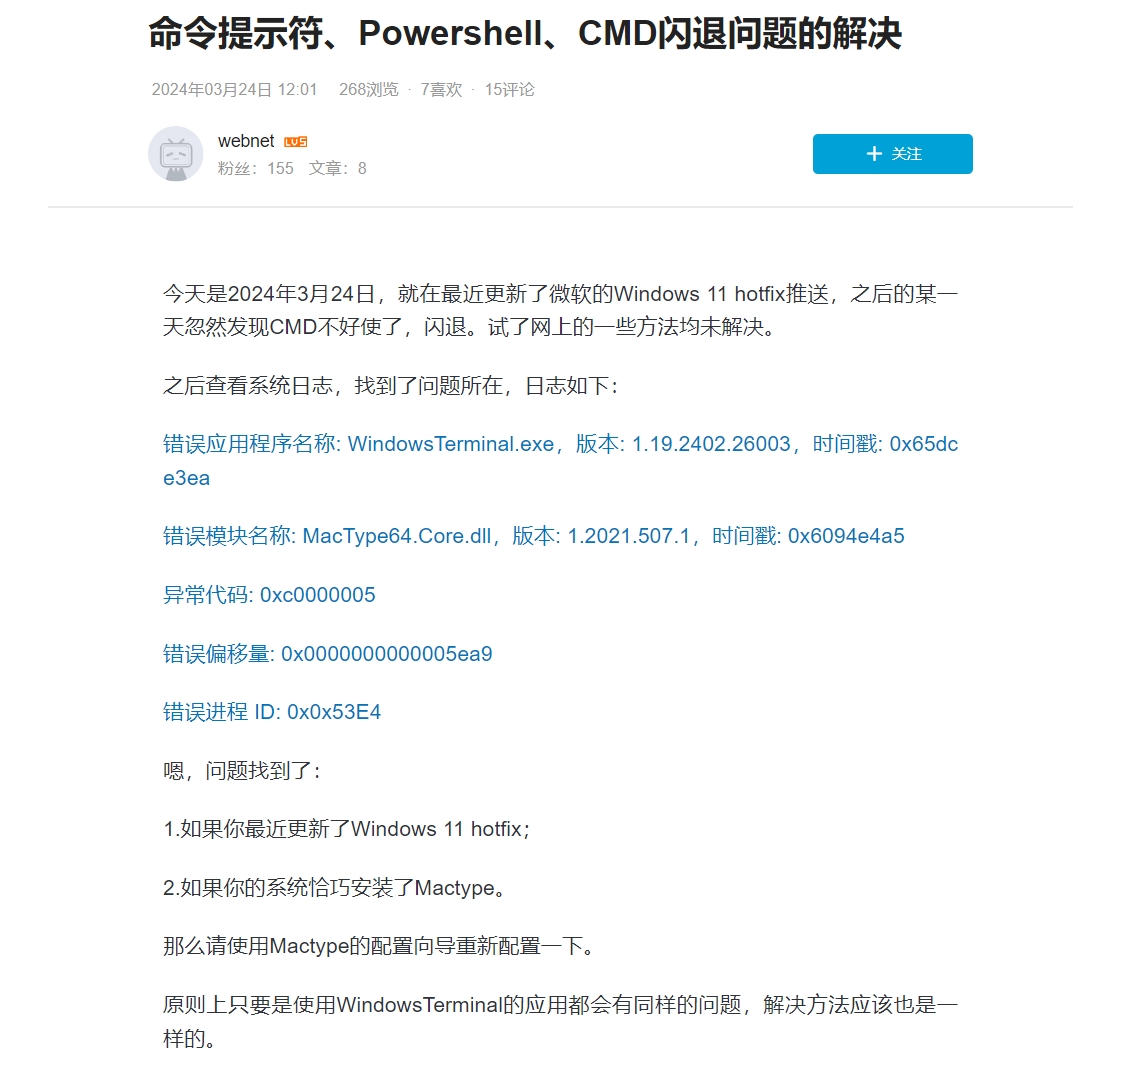 命令提示符、Powershell、CMD闪退问题的解决
2024年03月24日 12:01 268浏览 · 7喜欢 · 15评论
webnet LV5
粉丝：155 文章：8
+ 关注
今天是2024年3月24日，就在最近更新了微软的Windows 11 hotfix推送，之后的某一
天忽然发现CMD不好使了，闪退。试了网上的一些方法均未解决。
之后查看系统日志，找到了问题所在，日志如下：
错误应用程序名称: WindowsTerminal.exe，版本: 1.19.2402.26003，时间戳: 0x65dc
e3ea
错误模块名称: MacType64.Core.dll，版本: 1.2021.507.1，时间戳: 0x6094e4a5
异常代码: 0xc0000005
错误偏移量: 0x0000000000005ea9
错误进程 ID: 0x0x53E4
嗯，问题找到了：
1.如果你最近更新了Windows 11 hotfix；
2.如果你的系统恰巧安装了Mactype。
那么请使用Mactype的配置向导重新配置一下。
原则上只要是使用WindowsTerminal的应用都会有同样的问题，解决方法应该也是一
样的。